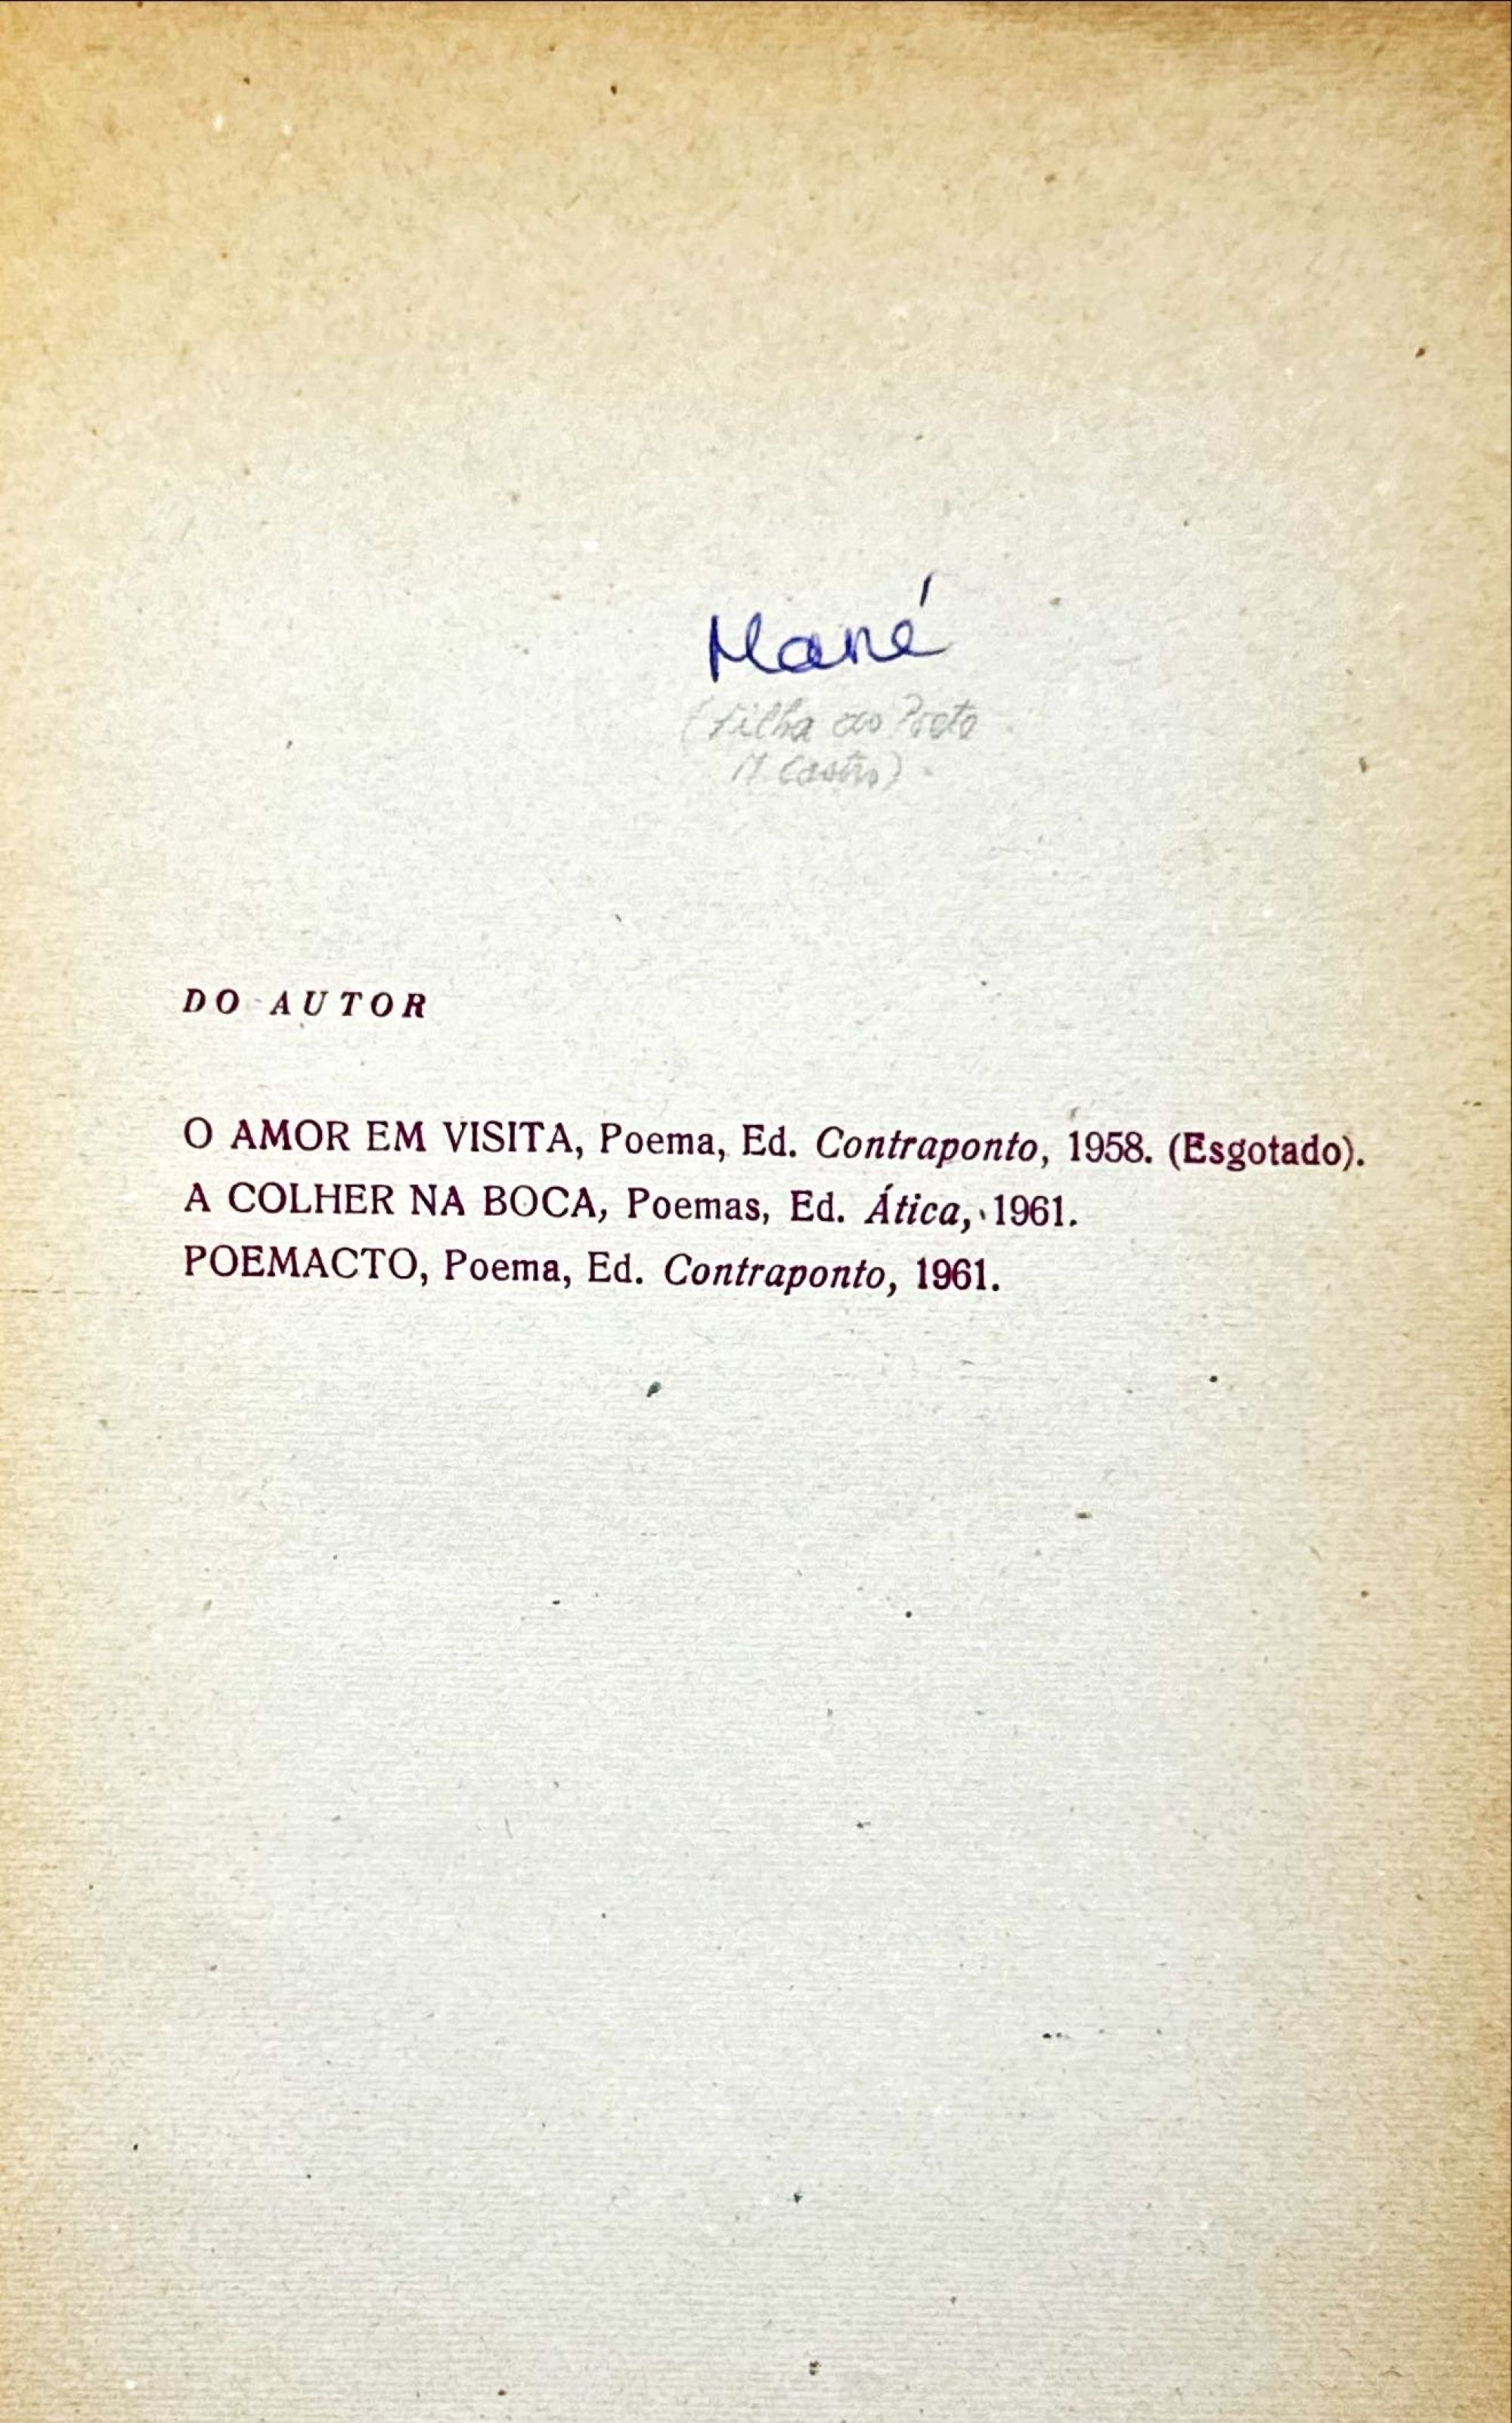 Mané
(Filha do Poeta
M. Castro).
DO AUTOR
O AMOR EM VISITA, Poema, Ed. Contraponto, 1958. (Esgotado).
A COLHER NA BOCA, Poemas, Ed. Ática, 1961.
POEMACTO, Poema, Ed. Contraponto, 1961.